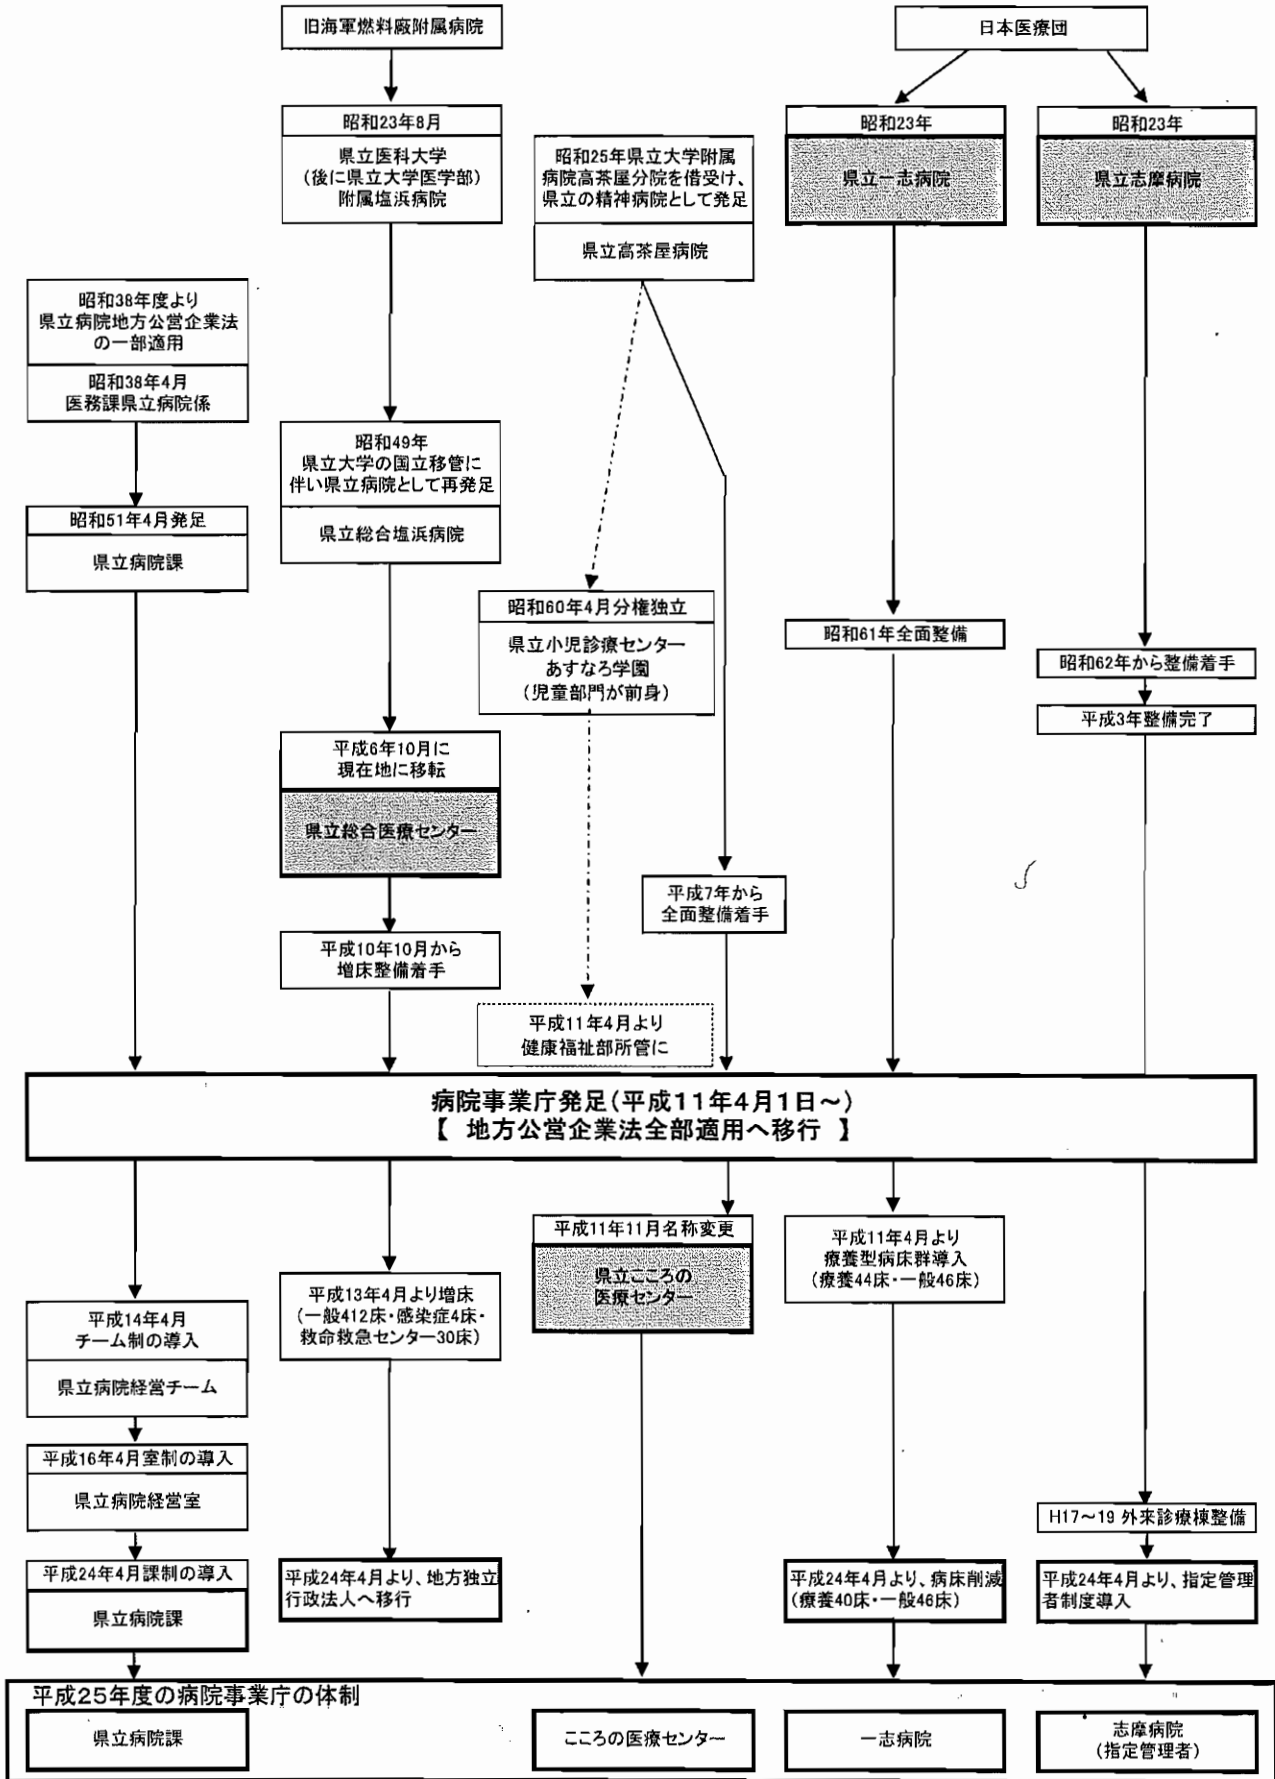 旧海軍燃料廠附属病院
日本医療団
昭和23年8月
県立医科大学
(後に県立大学医学部)
附属塩浜病院
昭和25年県立大学附属
病院高茶屋分院を借受け、
県立の精神病院として発足
県立高茶屋病院
昭和23年
県立一志病院
昭和23年
県立志摩病院
昭和38年度より
県立病院地方公営企業法
の一部適用
昭和38年4月
医務課県立病院係
昭和49年
県立大学の国立移管に
伴い県立病院として再発足
県立総合塩浜病院
昭和51年4月発足
県立病院課
昭和60年4月分権独立
県立小児診療センター
あすなろ学園
(児童部門が前身)
昭和61年全面整備
昭和62年から整備着手
平成3年整備完了
平成6年10月に
現在地に移転
県立総合医療センター
平成7年から
全面整備着手
平成10年10月から
増床整備着手
平成11年4月より
健康福祉部所管に
病院事業庁発足(平成11年4月1日～)
【 地方公営企業法全部適用へ移行 】
平成11年11月名称変更
県立こころの
医療センター
平成11年4月より
療養型病床群導入
(療養44床・一般46床)
平成13年4月より増床
(一般412床・感染症4床・
救命救急センター30床)
平成14年4月
チーム制の導入
県立病院経営チーム
平成16年4月室制の導入
県立病院経営室
H17～19 外来診療棟整備
平成24年4月課制の導入
県立病院課
平成24年4月より、地方独立
行政法人へ移行
平成24年4月より、病床削減
(療養40床・一般46床)
平成24年4月より、指定管理
者制度導入
平成25年度の病院事業庁の体制
県立病院課
こころの医療センター
一志病院
志摩病院
(指定管理者)